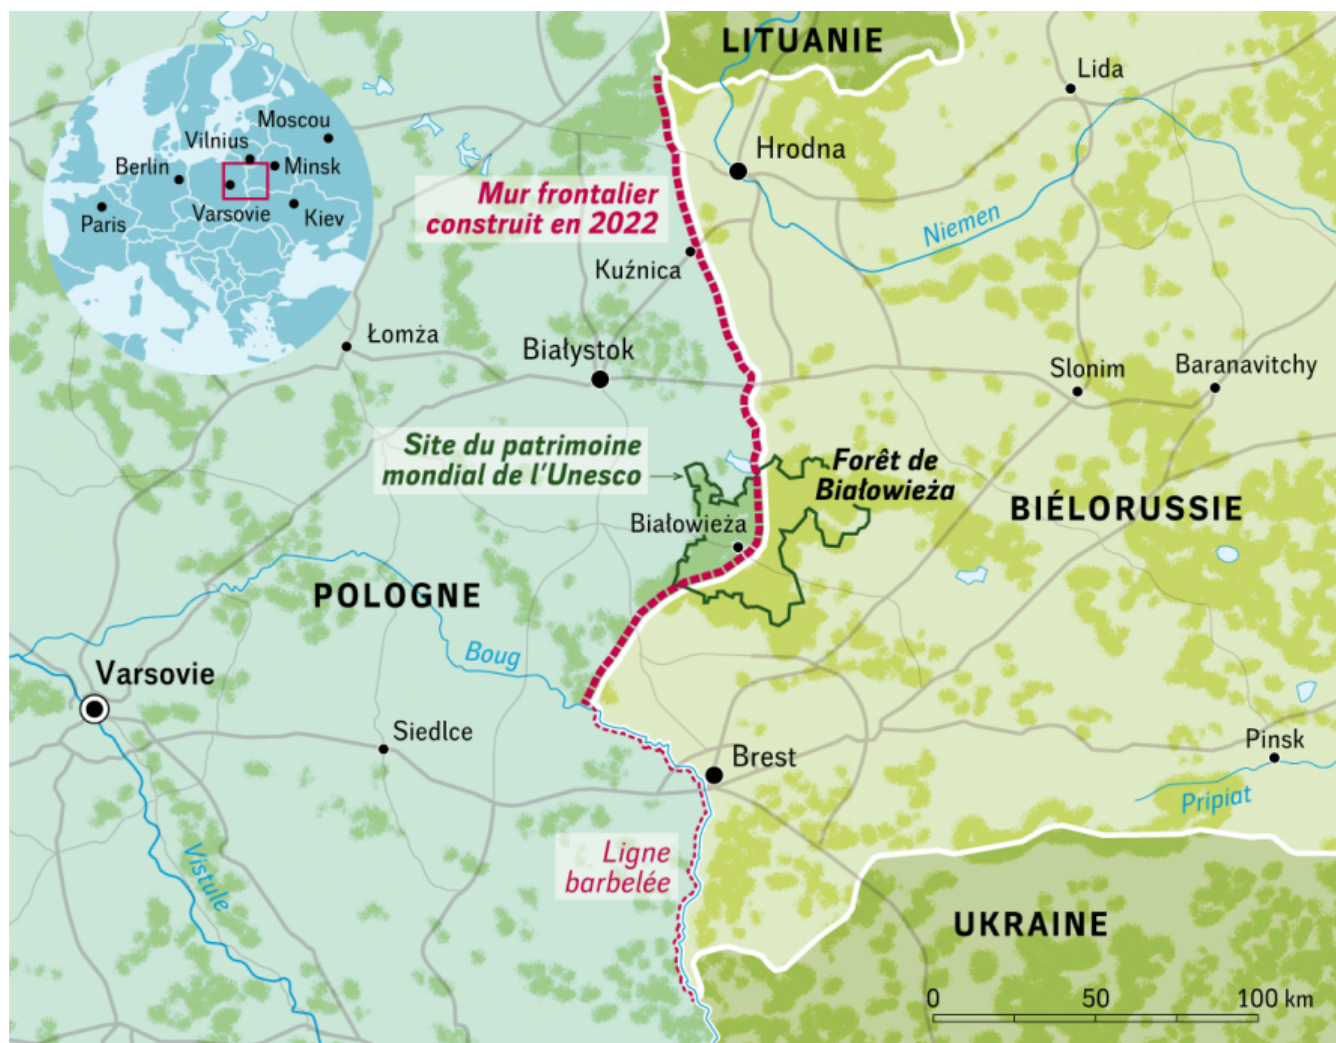 LITUANIE
Lida
Moscou
Vilnius
Berlin
Minsk
Paris
Varsovie
Kiev
Hrodna
Mur frontalier
construit en 2022
Niemen
Kuźnica
Łomża
Białystok
Slonim
Baranavitchy
Site du patrimoine
mondial de l'Unesco
Forêt de
Białowieża
Białowieża
BIÉLORUSSIE
POLOGNE
Boug
Varsovie
Siedlce
Brest
Pinsk
Pripiat
Ligne
barbelée
Vistule
UKRAINE
0 50 100 km